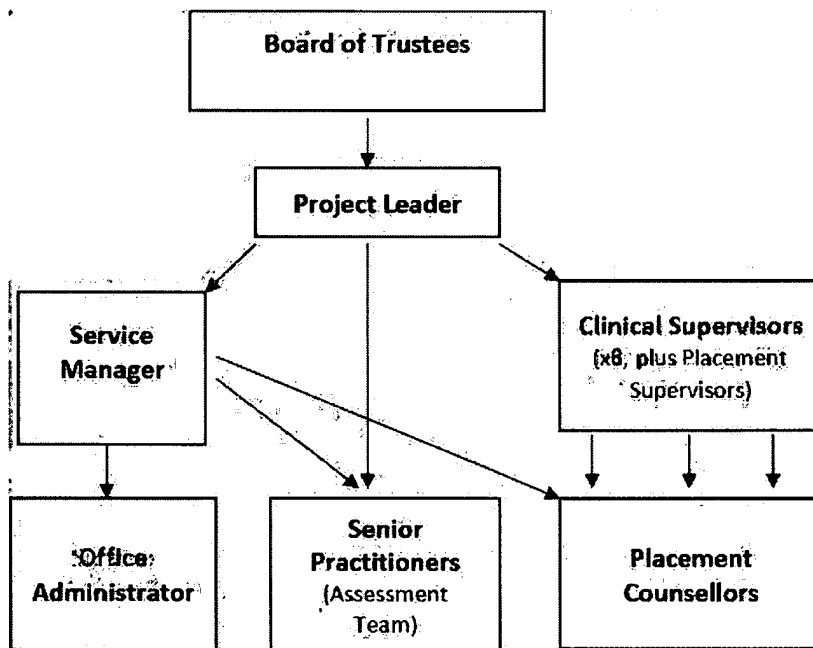 Board of Trustees
Project Leader
Service
Manager
Clinical Supervisors
(x6, plus Placement
Supervisors)
Office
Administrator
Senior
Practitioners
(Assessment
Team)
Placement
Counsellors